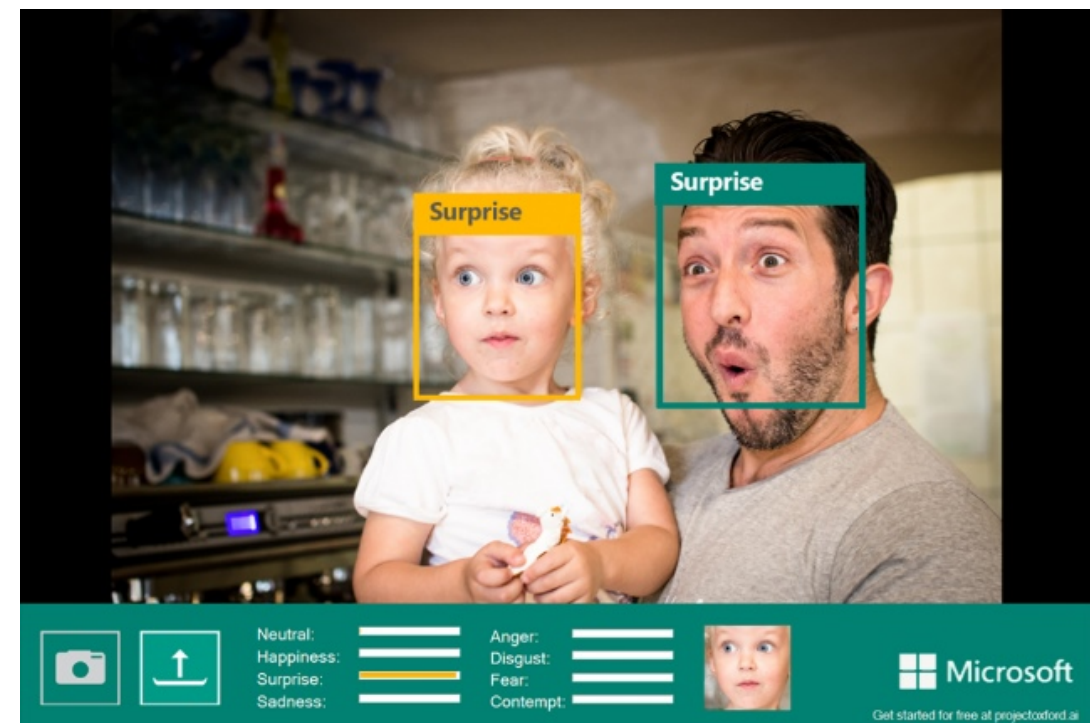 Surprise
Surprise
Neutral:
Happiness:
Surprise:
Sadness:
Anger:
Disgust:
Fear:
Contempt:
Microsoft
Get started for free at projectoxford.ai